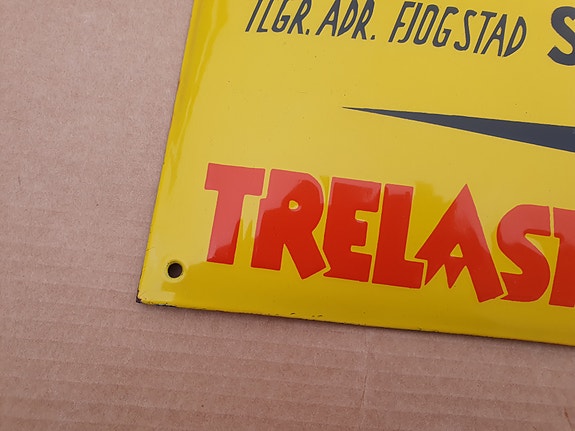 TLGR. ADR. FJOGSTAD S
TRELAS